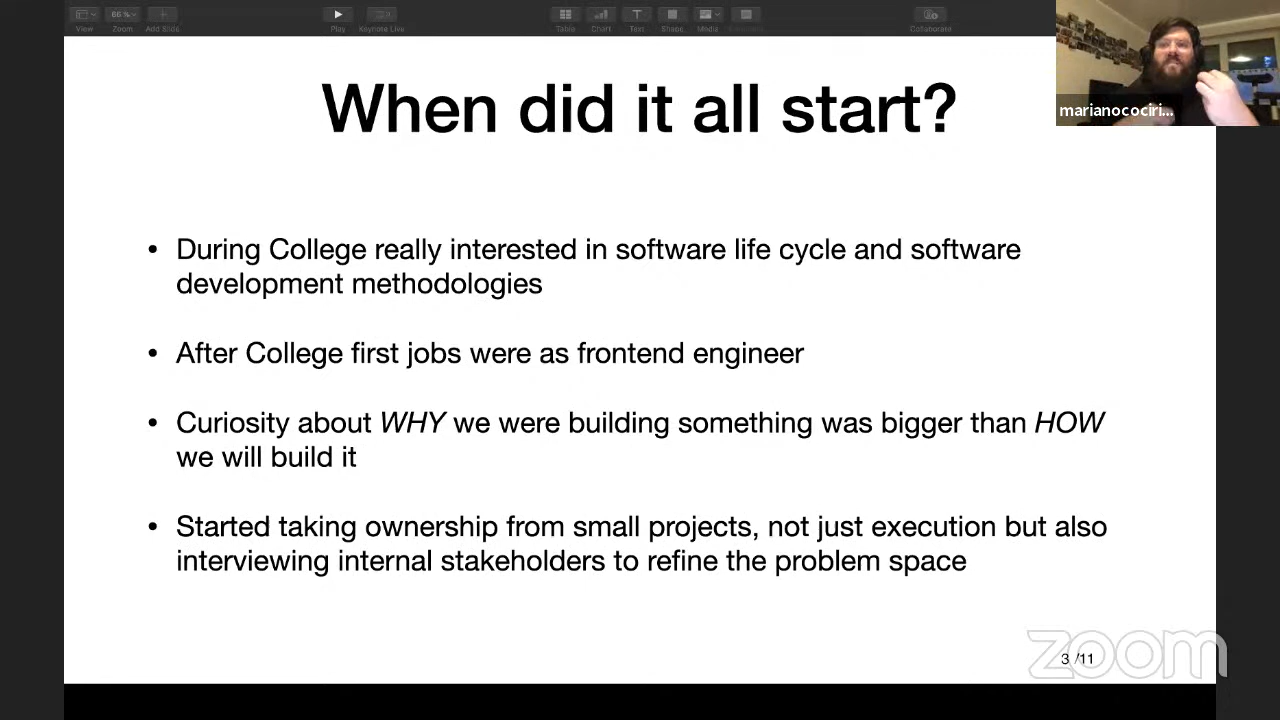 View
66%
Zoom
Add Slide
Play
Keynote Live
Table
Chart
Text
Shape
Media
Collaborate
marianocociri...
When did it all start?
• During College really interested in software life cycle and software
development methodologies
• After College first jobs were as frontend engineer
• Curiosity about WHY we were building something was bigger than HOW
we will build it
• Started taking ownership from small projects, not just execution but also
interviewing internal stakeholders to refine the problem space
zoom
3 /11